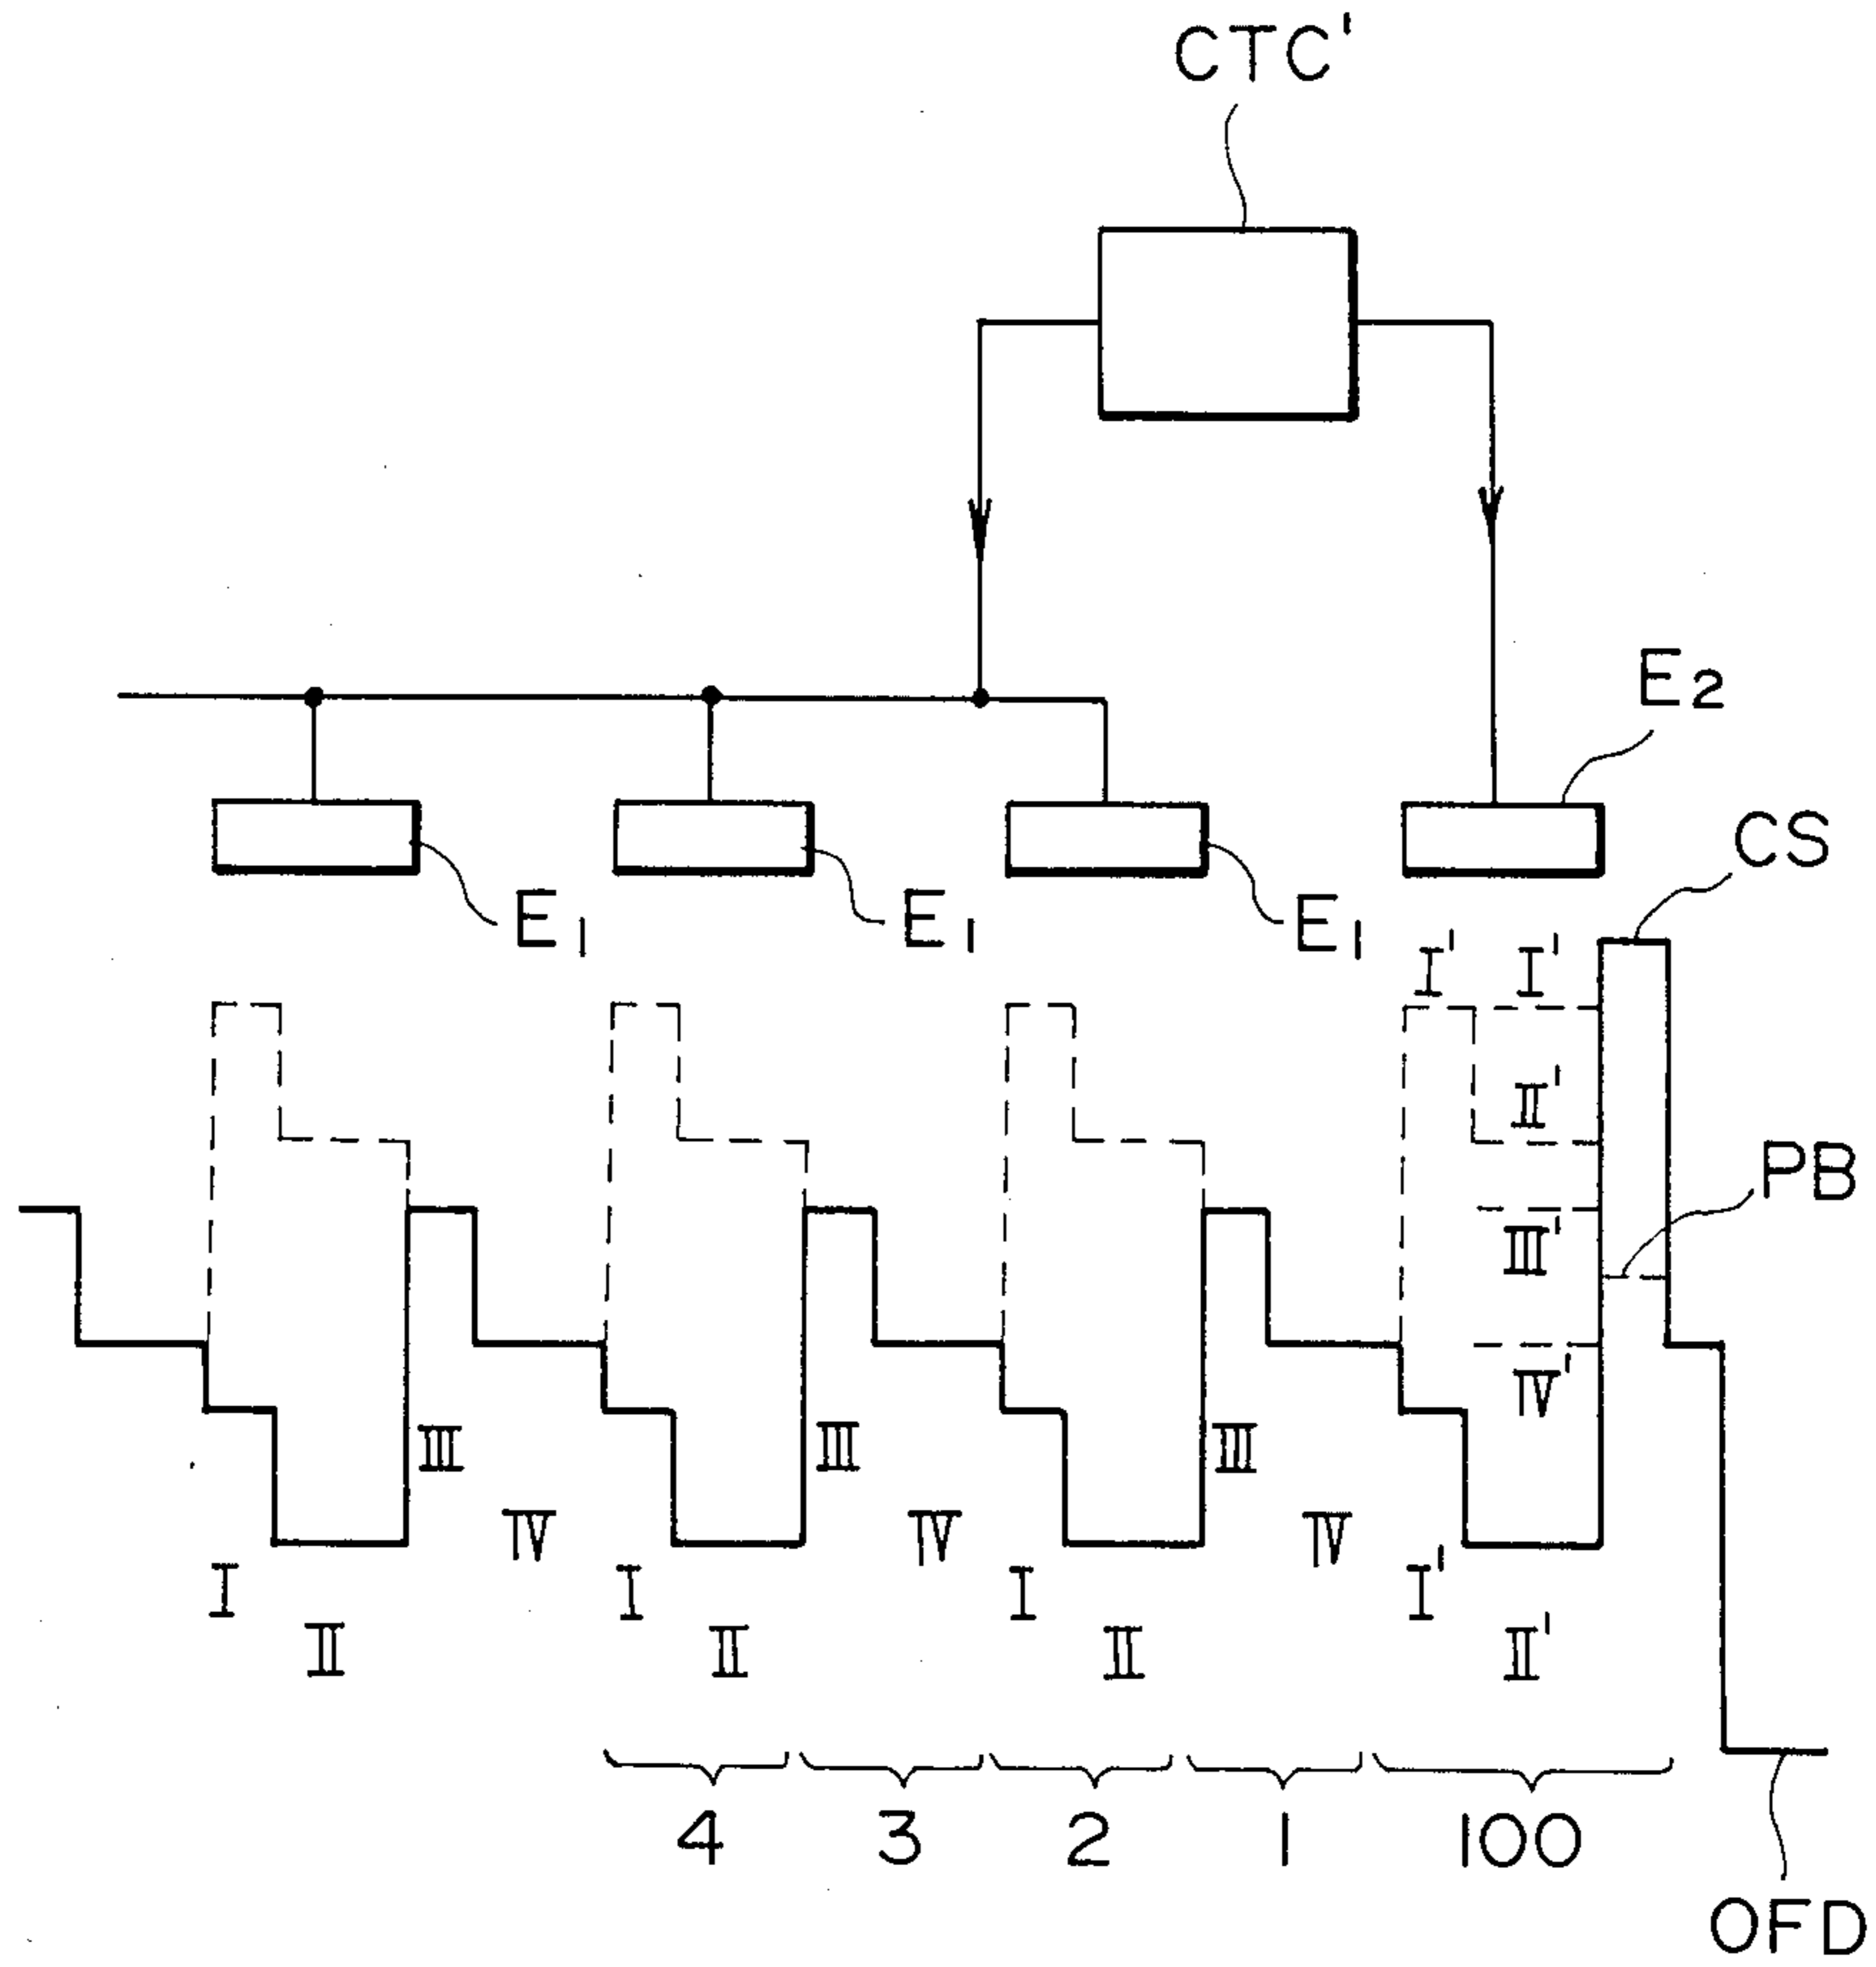 CTC'
E2
CS
E1 E1 E1
I' I'
II'
PB
III'
IV'
III III III
IV IV IV
I I I I'
II II II II'
4 3 2 1 100
OFD